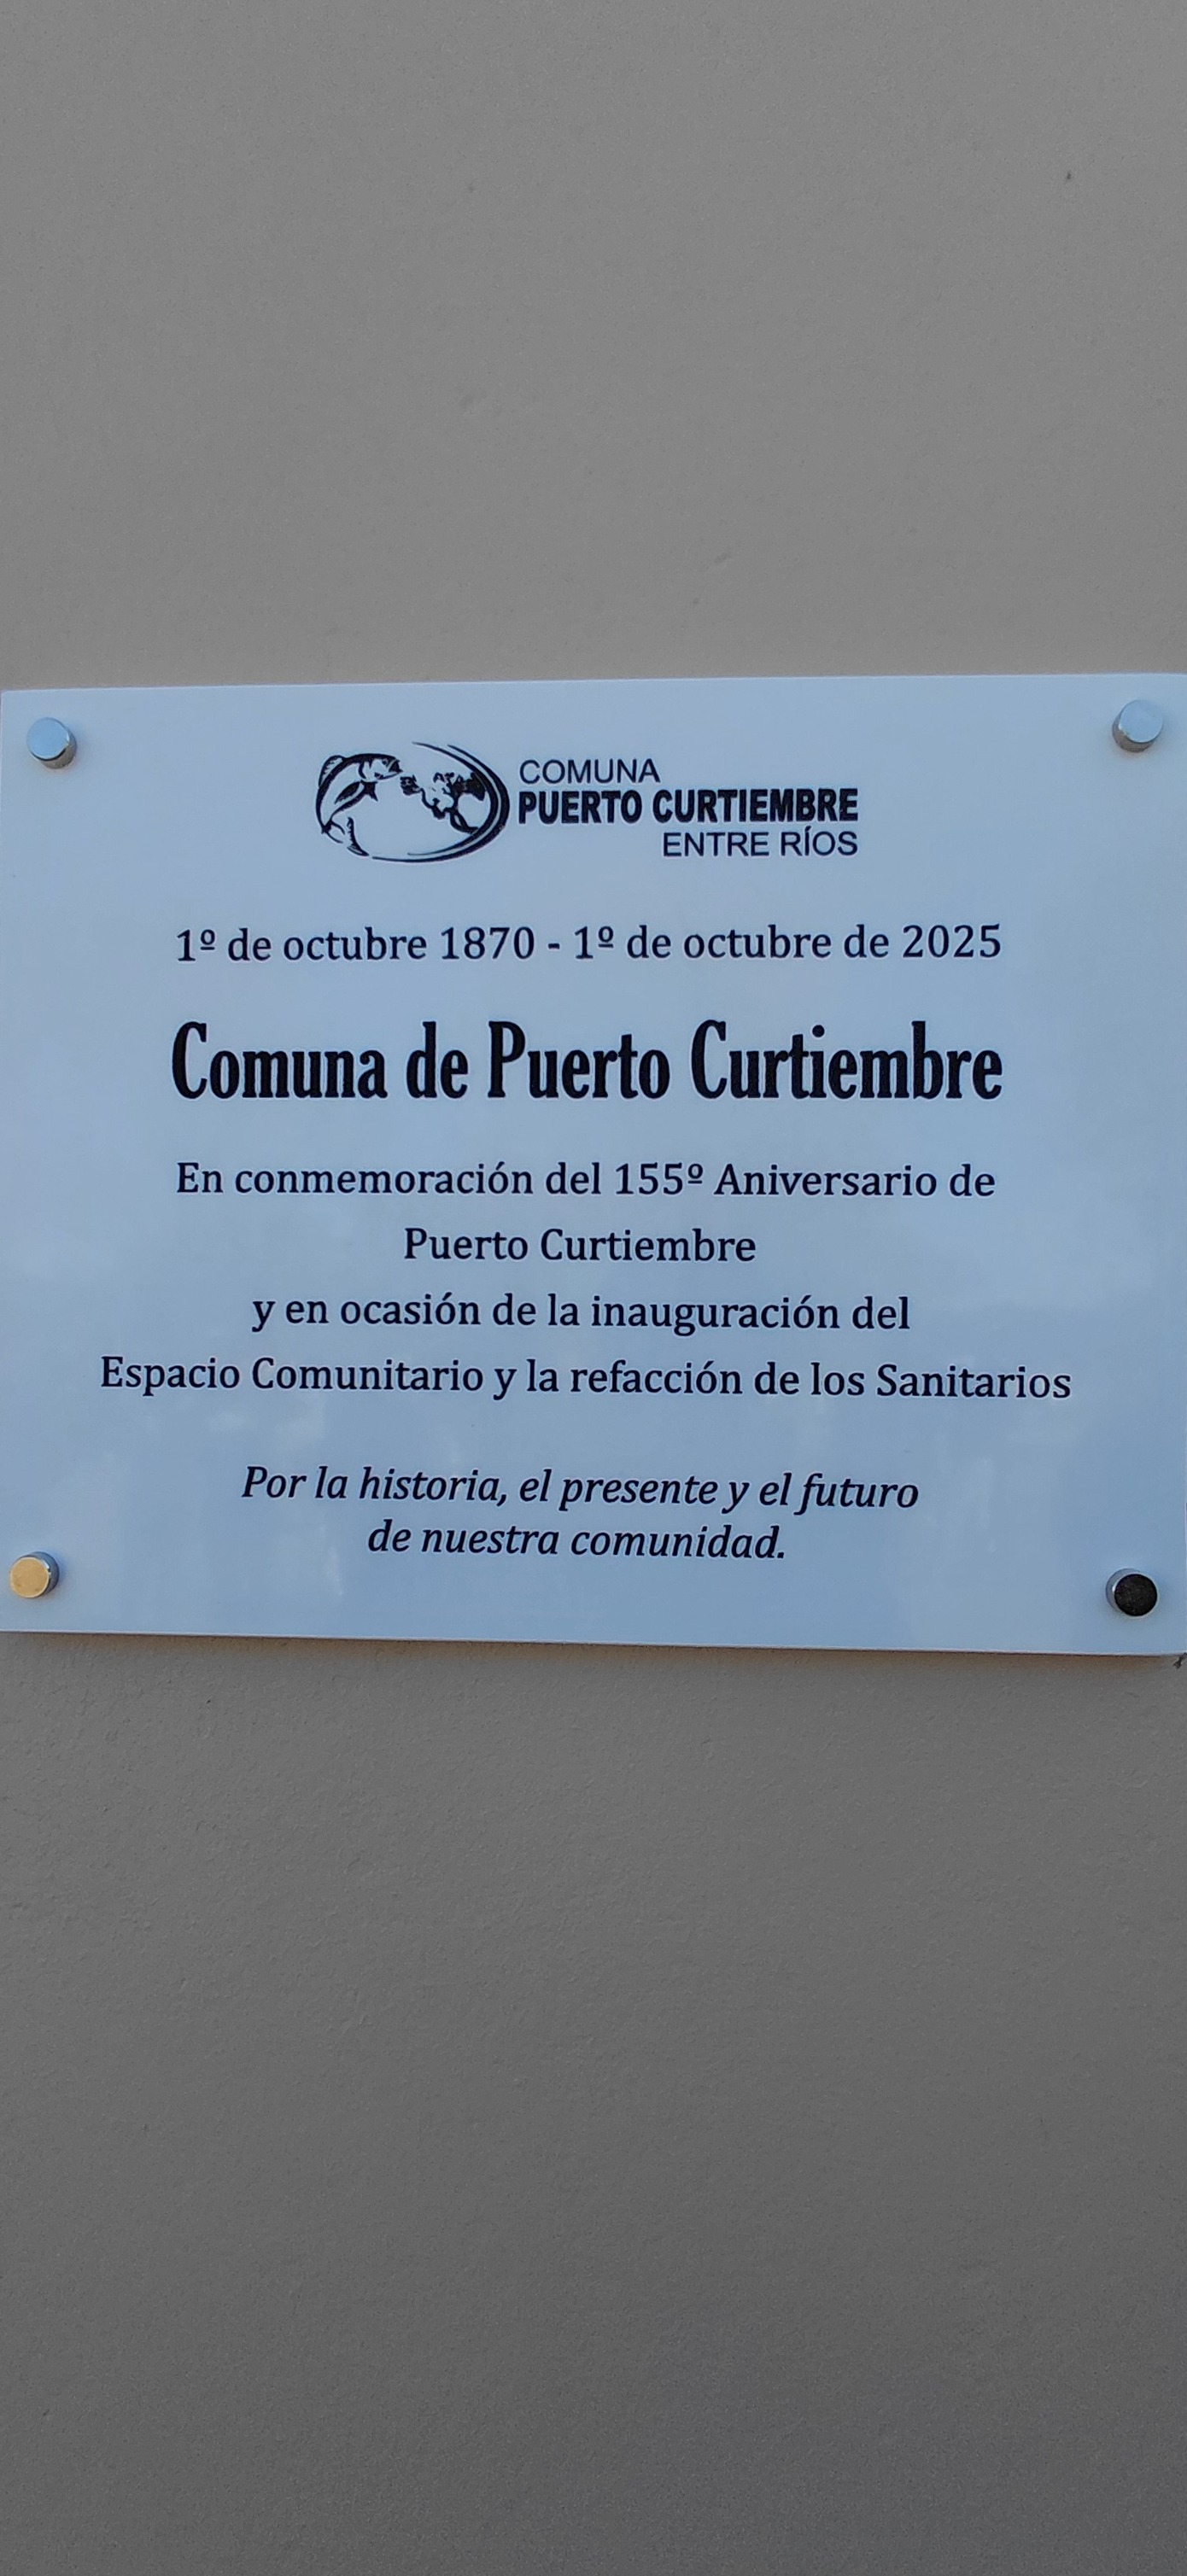 COMUNA
PUERTO CURTIEMBRE
ENTRE RÍOS
1º de octubre 1870 - 1º de octubre de 2025
Comuna de Puerto Curtiembre
En conmemoración del 155º Aniversario de
Puerto Curtiembre
y en ocasión de la inauguración del
Espacio Comunitario y la refacción de los Sanitarios
Por la historia, el presente y el futuro
de nuestra comunidad.